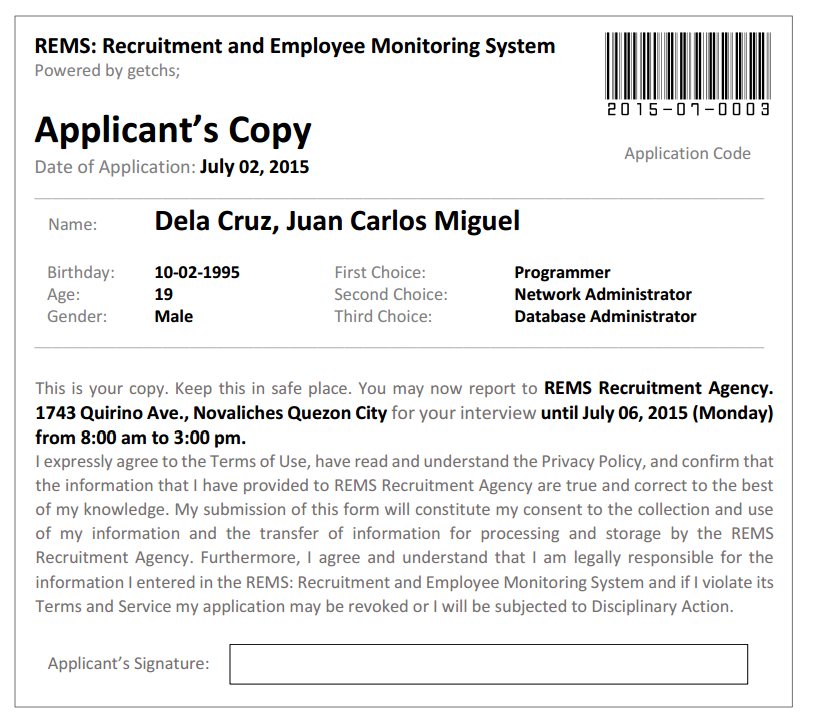 REMS: Recruitment and Employee Monitoring System
Powered by getchs;
2015-07-0003
Applicant's Copy
Application Code
Date of Application: July 02, 2015
Name: Dela Cruz, Juan Carlos Miguel
Birthday: 10-02-1995 First Choice: Programmer
Age: 19 Second Choice: Network Administrator
Gender: Male Third Choice: Database Administrator
This is your copy. Keep this in safe place. You may now report to REMS Recruitment Agency.
1743 Quirino Ave., Novaliches Quezon City for your interview until July 06, 2015 (Monday)
from 8:00 am to 3:00 pm.
I expressly agree to the Terms of Use, have read and understand the Privacy Policy, and confirm that
the information that I have provided to REMS Recruitment Agency are true and correct to the best
of my knowledge. My submission of this form will constitute my consent to the collection and use
of my information and the transfer of information for processing and storage by the REMS
Recruitment Agency. Furthermore, I agree and understand that I am legally responsible for the
information I entered in the REMS: Recruitment and Employee Monitoring System and if I violate its
Terms and Service my application may be revoked or I will be subjected to Disciplinary Action.
Applicant's Signature: